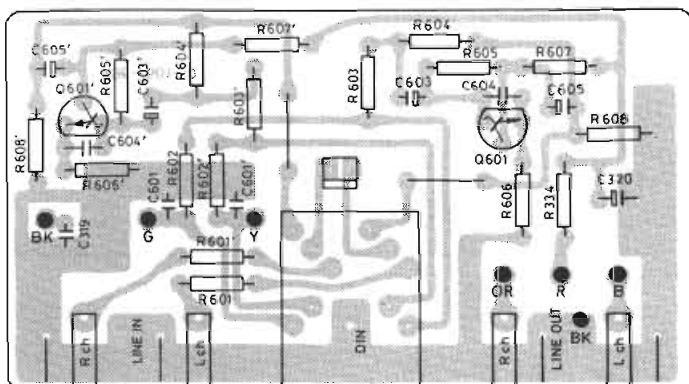 R607'
R604
C605'
R604'
R605
R607
Q601'
R605'
C603'
R603'
R603
C603
C604
C605
R608'
C604'
R608
Q601
R606'
R602
R602'
C601
C601'
R606
R334
C320
BK
C319
G
Y
R601'
R601
OR
R
B
BK
R ch
LINE IN
L ch
DIN
R ch
LINE OUT
L ch